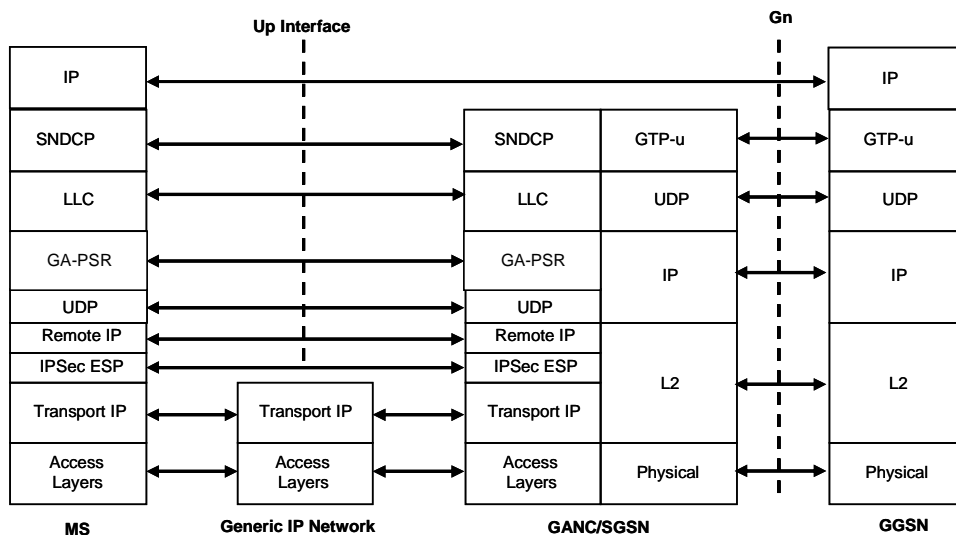 Up Interface
Gn
IP
IP
SNDCP
SNDCP
GTP-u
GTP-u
LLC
LLC
UDP
UDP
GA-PSR
GA-PSR
IP
IP
UDP
UDP
Remote IP
Remote IP
IPSec ESP
IPSec ESP
L2
L2
Transport IP
Transport IP
Transport IP
Access
Layers
Access
Layers
Access
Layers
Physical
Physical
MS
Generic IP Network
GANC/SGSN
GGSN